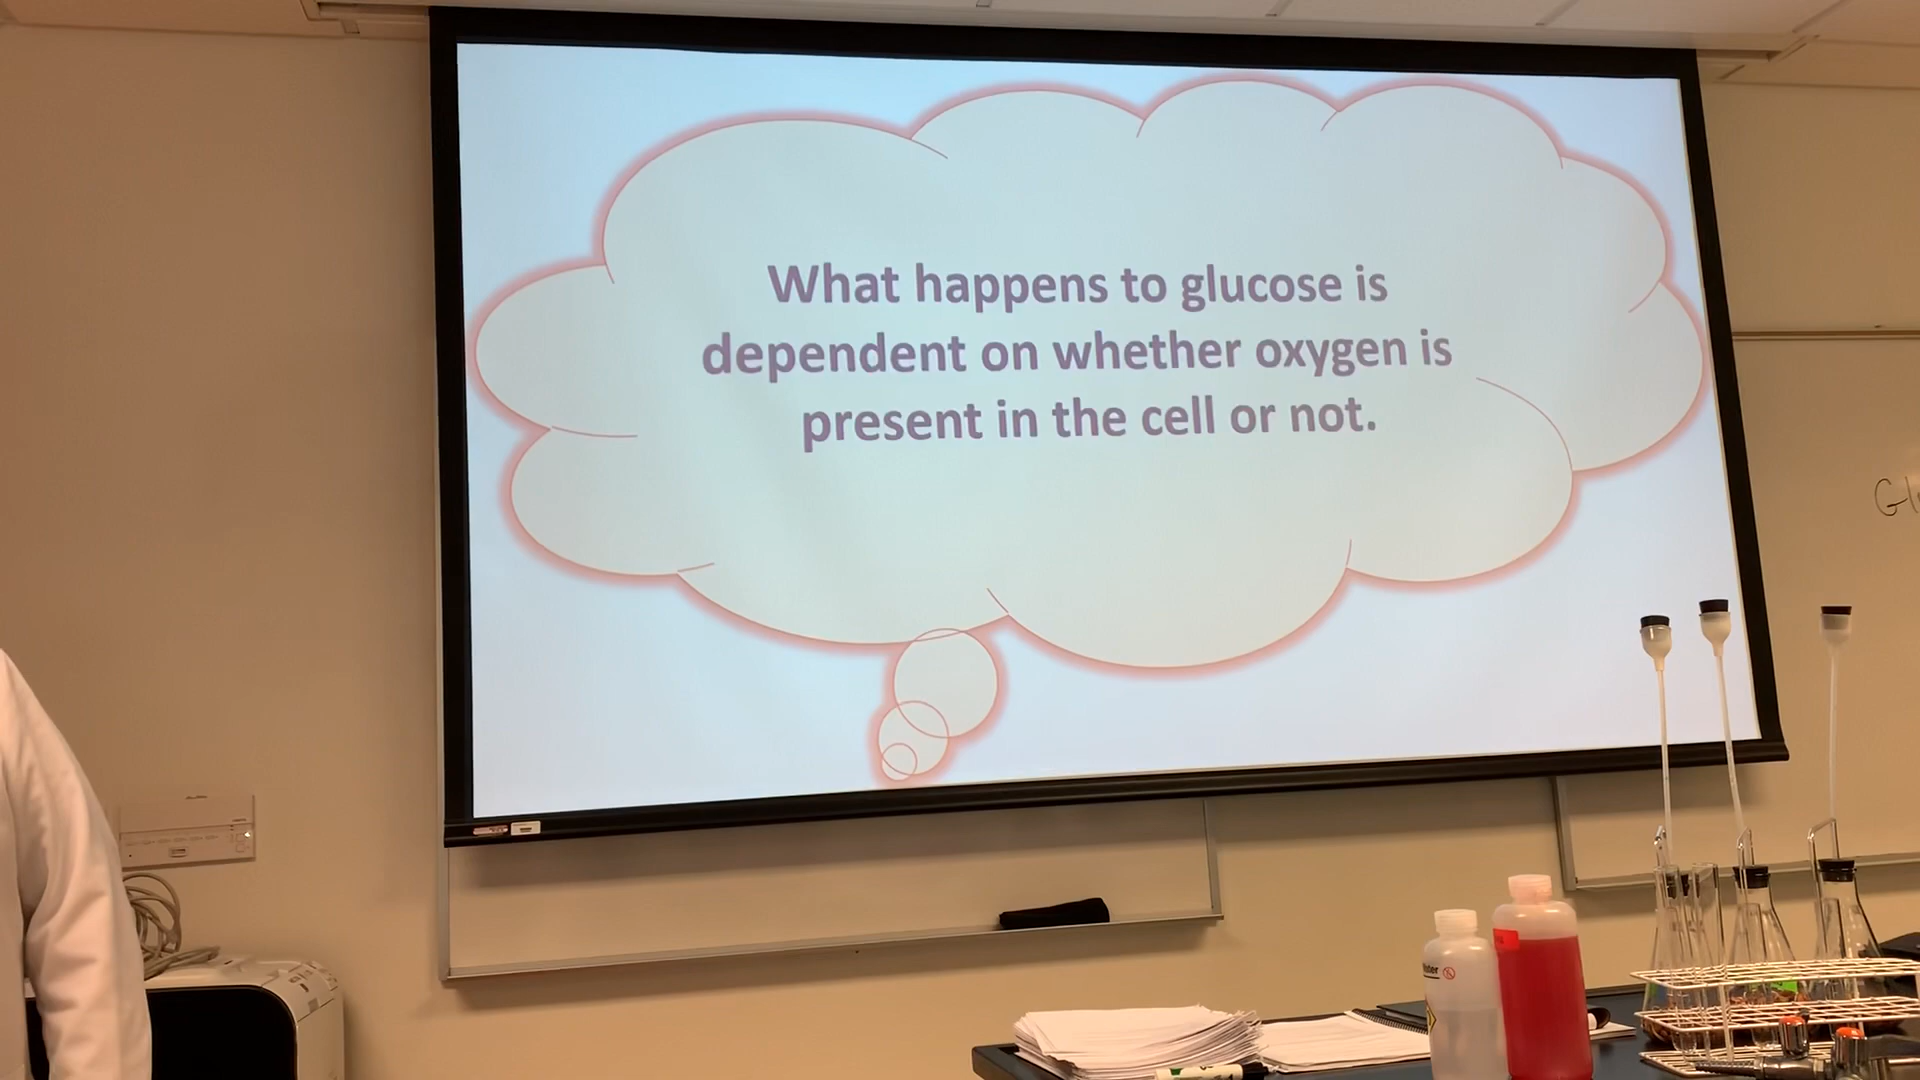 What happens to glucose is
dependent on whether oxygen is
present in the cell or not.